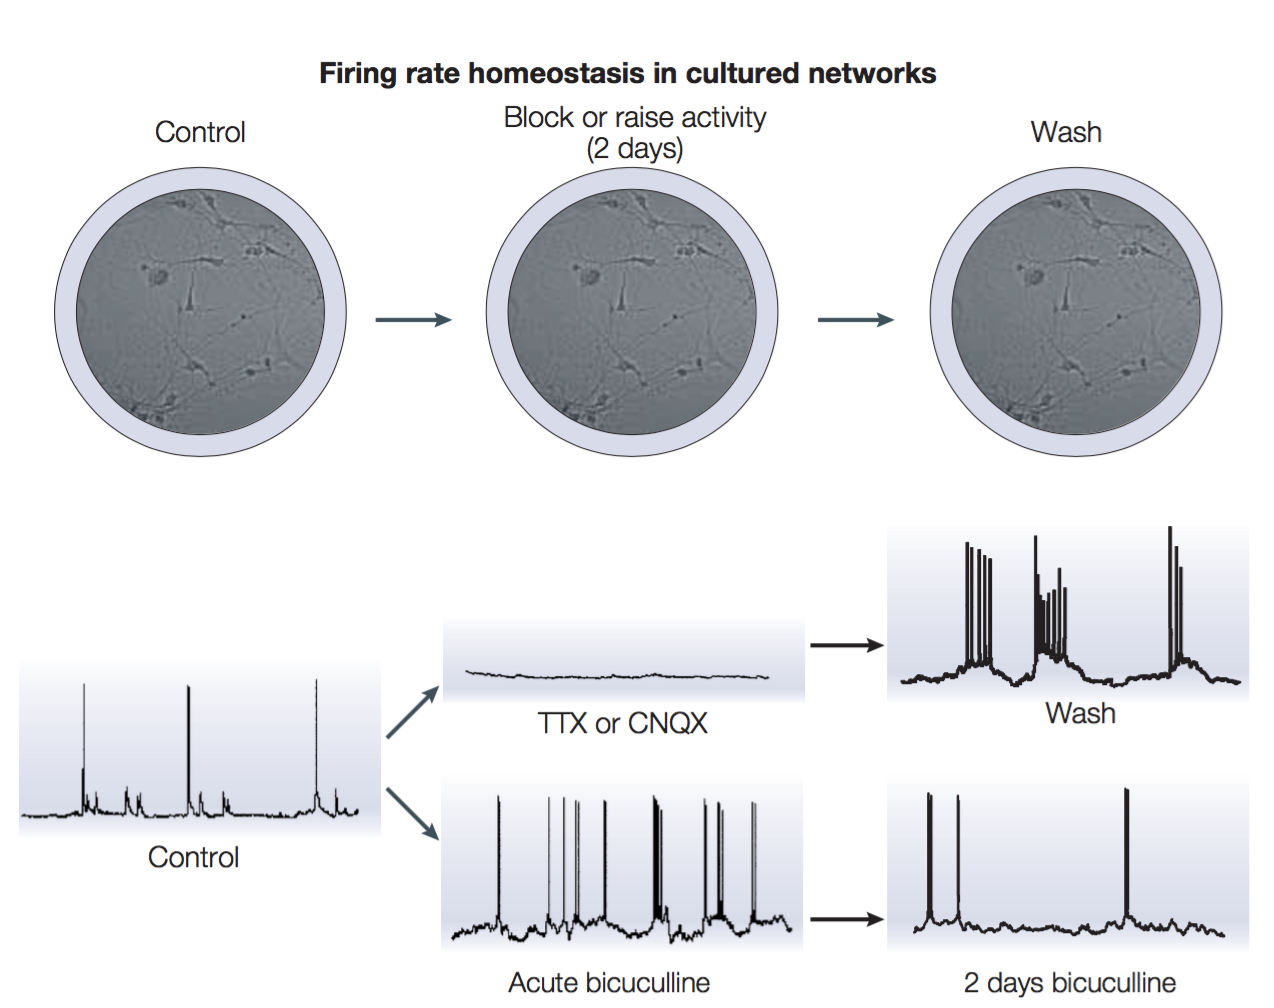 Firing rate homeostasis in cultured networks
Control
Block or raise activity
(2 days)
Wash
Control
TTX or CNQX
Wash
Acute bicuculline
2 days bicuculline